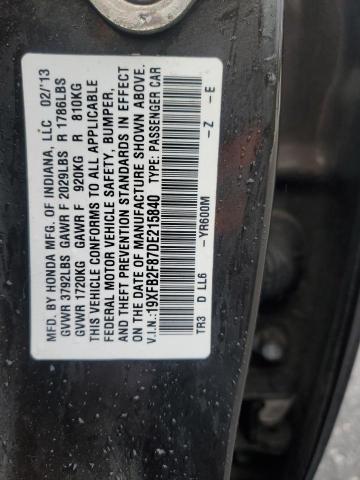 MFD. BY HONDA MFG. OF INDIANA, LLC 02/'13
GVWR 3792LBS GAWR F 2029LBS R 1786LBS
GVWR 1720KG GAWR F 920KG R 810KG
THIS VEHICLE CONFORMS TO ALL APPLICABLE
FEDERAL MOTOR VEHICLE SAFETY, BUMPER,
AND THEFT PREVENTION STANDARDS IN EFFECT
ON THE DATE OF MANUFACTURE SHOWN ABOVE.
V.I.N.:19XFB2F87DE215840 TYPE: PASSENGER CAR
TR3 D LL6 -YR600M -Z -E